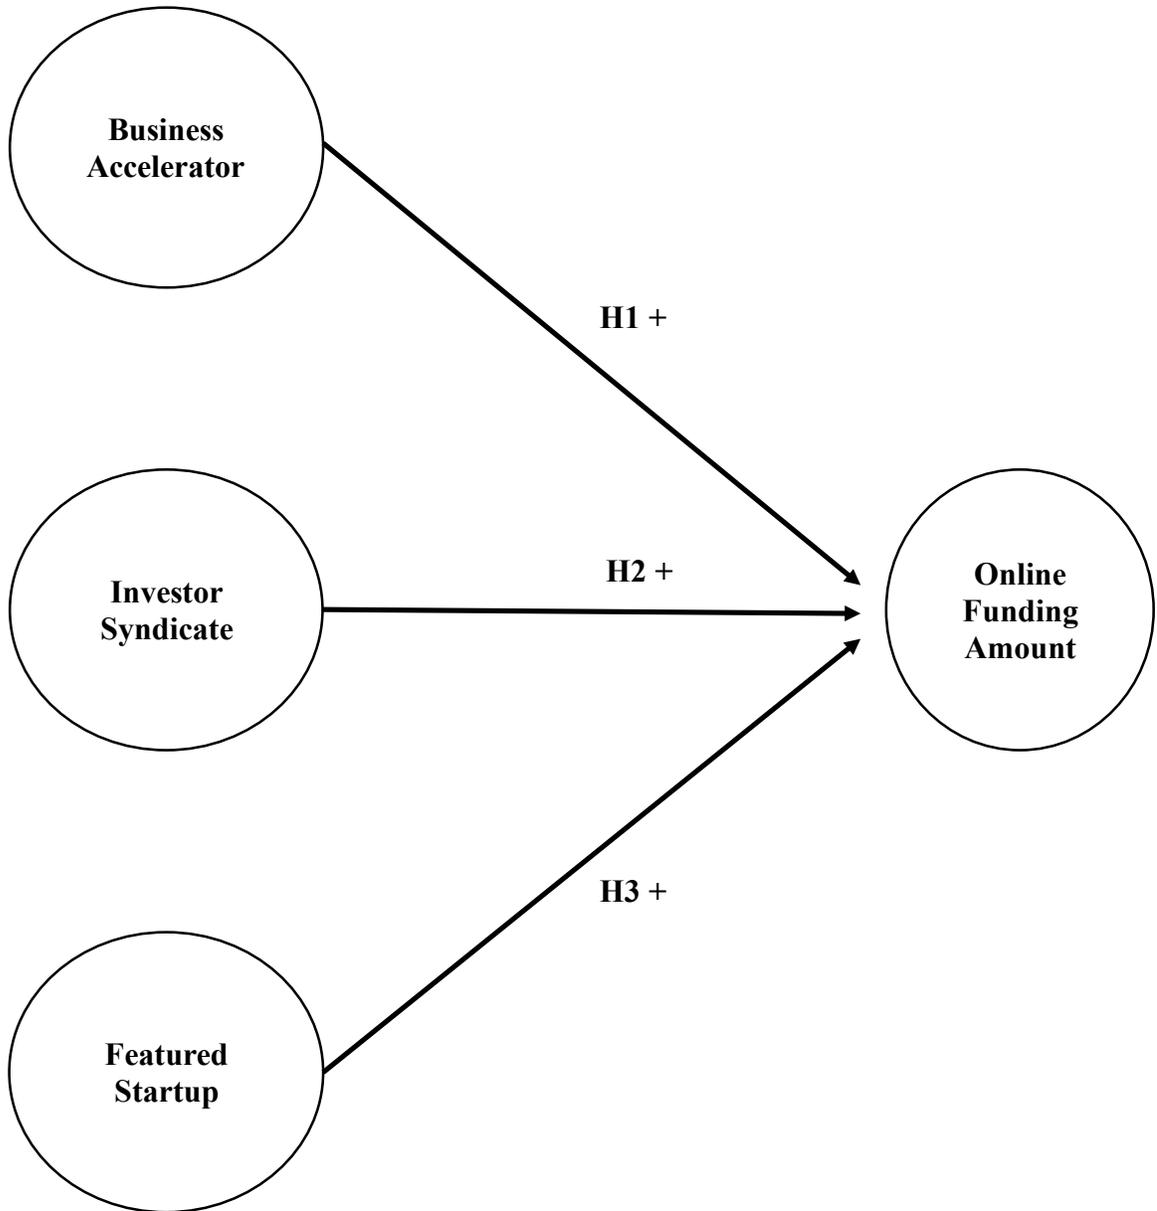 Business
Accelerator
H1 +
H2 +
Investor
Syndicate
Online
Funding
Amount
H3 +
Featured
Startup